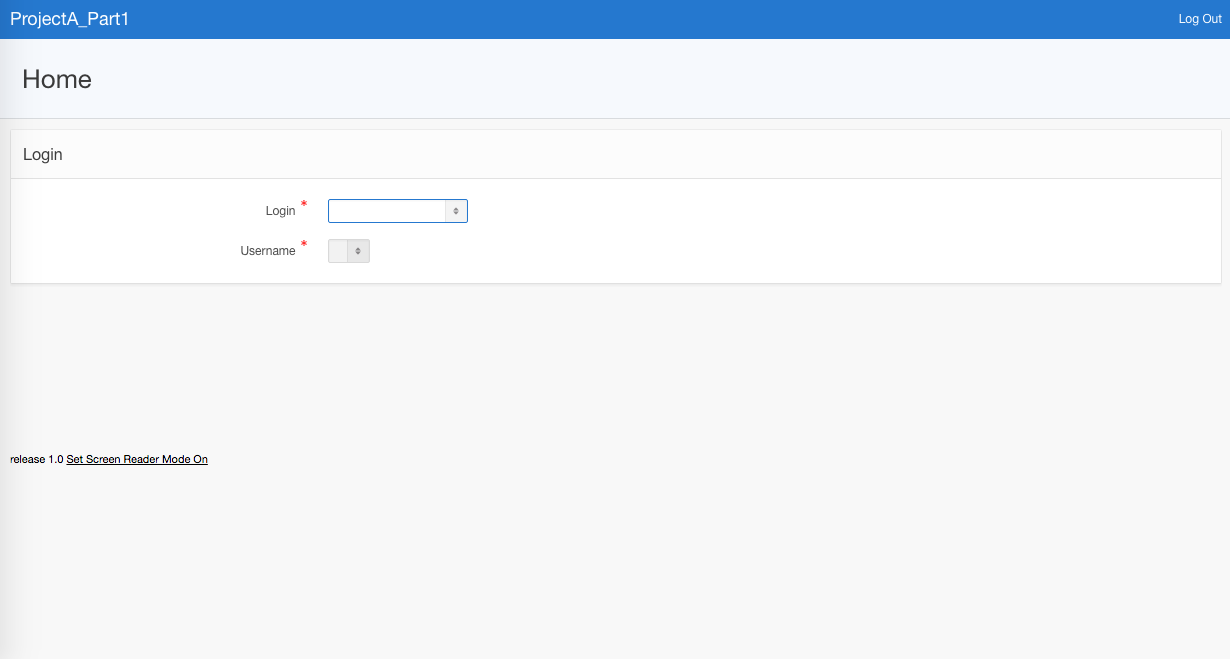 ProjectA_Part1 Log Out
Home
Login
Login *
Username *
release 1.0 Set Screen Reader Mode On